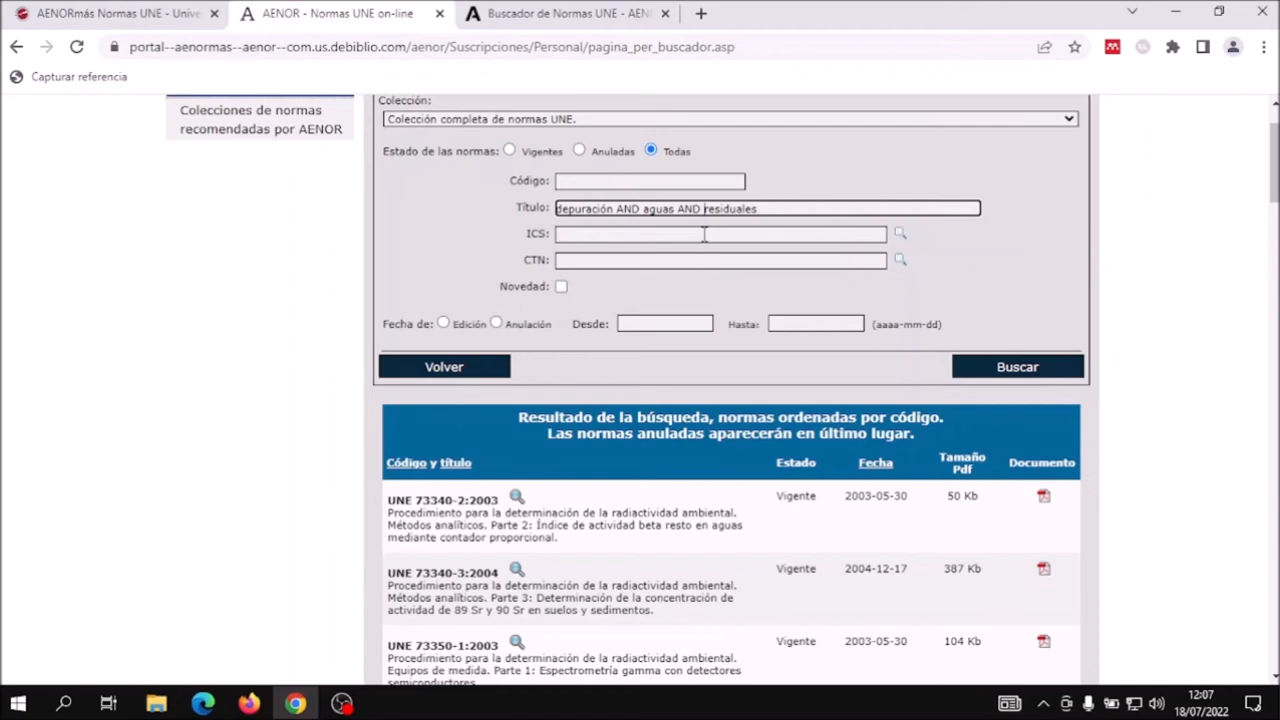 AENORmás Normas UNE - Unive
AENOR - Normas UNE on-line
Buscador de Normas UNE - AEN
portal--aenormas--aenor--com.us.debiblio.com/aenor/Suscripciones/Personal/pagina_per_buscador.asp
Capturar referencia
Colecciones de normas
recomendadas por AENOR
Colección:
Colección completa de normas UNE.
Estado de las normas: Vigentes Anuladas Todas
Código:
Título: depuración AND aguas AND residuales
ICS:
CTN:
Novedad:
Fecha de: Edición Anulación Desde: Hasta: (aaaa-mm-dd)
Volver Buscar
Resultado de la búsqueda, normas ordenadas por código.
Las normas anuladas aparecerán en último lugar.
Código y título Estado Fecha Tamaño Pdf Documento
UNE 73340-2:2003 Vigente 2003-05-30 50 Kb
Procedimiento para la determinación de la radiactividad ambiental.
Métodos analíticos. Parte 2: Índice de actividad beta resto en aguas
mediante contador proporcional.
UNE 73340-3:2004 Vigente 2004-12-17 387 Kb
Procedimiento para la determinación de la radiactividad ambiental.
Métodos analíticos. Parte 3: Determinación de la concentración de
actividad de 89 Sr y 90 Sr en suelos y sedimentos.
UNE 73350-1:2003 Vigente 2003-05-30 104 Kb
Procedimiento para la determinación de la radiactividad ambiental.
Equipos de medida. Parte 1: Espectrometría gamma con detectores
semiconductores
12:07
18/07/2022